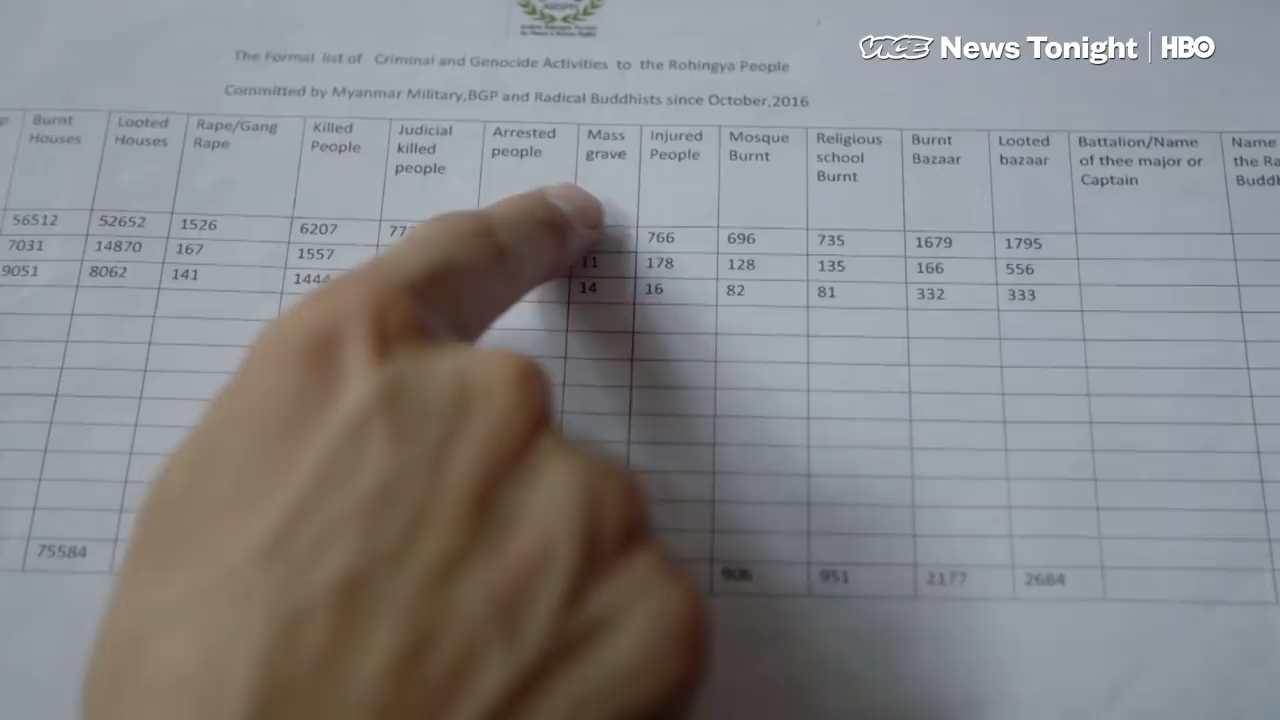 VICE News Tonight | HBO
The Formal list of Criminal and Genocide Activities to the Rohingya People
Committed by Myanmar Military,BGP and Radical Buddhists since October,2016
Burnt Houses Looted Houses Rape/Gang Rape Killed People Judicial killed people Arrested people Mass grave Injured People Mosque Burnt Religious school Burnt Burnt Bazaar Looted bazaar Battalion/Name of thee major or Captain Name
56512 52652 1526 6207 77 766 696 735 1679 1795
7031 14870 167 1557 11 178 128 135 166 556
9051 8062 141 14 16 82 81 332 333
75584 906 951 2177 2684